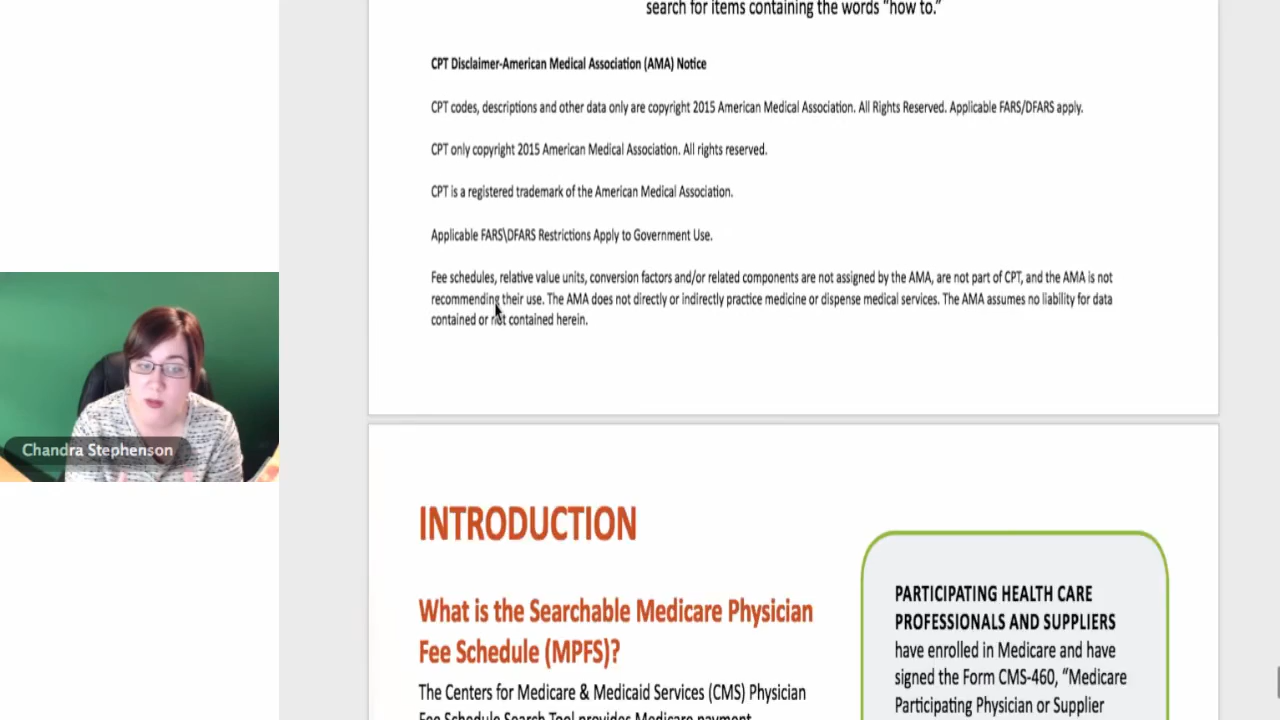 search for items containing the words “how to.”
CPT Disclaimer-American Medical Association (AMA) Notice
CPT codes, descriptions and other data only are copyright 2015 American Medical Association. All Rights Reserved. Applicable FARS/DFARS apply.
CPT only copyright 2015 American Medical Association. All rights reserved.
CPT is a registered trademark of the American Medical Association.
Applicable FARS\DFARS Restrictions Apply to Government Use.
Fee schedules, relative value units, conversion factors and/or related components are not assigned by the AMA, are not part of CPT, and the AMA is not
recommending their use. The AMA does not directly or indirectly practice medicine or dispense medical services. The AMA assumes no liability for data
contained or not contained herein.
Chandra Stephenson
INTRODUCTION
What is the Searchable Medicare Physician
Fee Schedule (MPFS)?
The Centers for Medicare & Medicaid Services (CMS) Physician
Fee Schedule Search Tool provides Medicare payment
PARTICIPATING HEALTH CARE
PROFESSIONALS AND SUPPLIERS
have enrolled in Medicare and have
signed the Form CMS-460, “Medicare
Participating Physician or Supplier